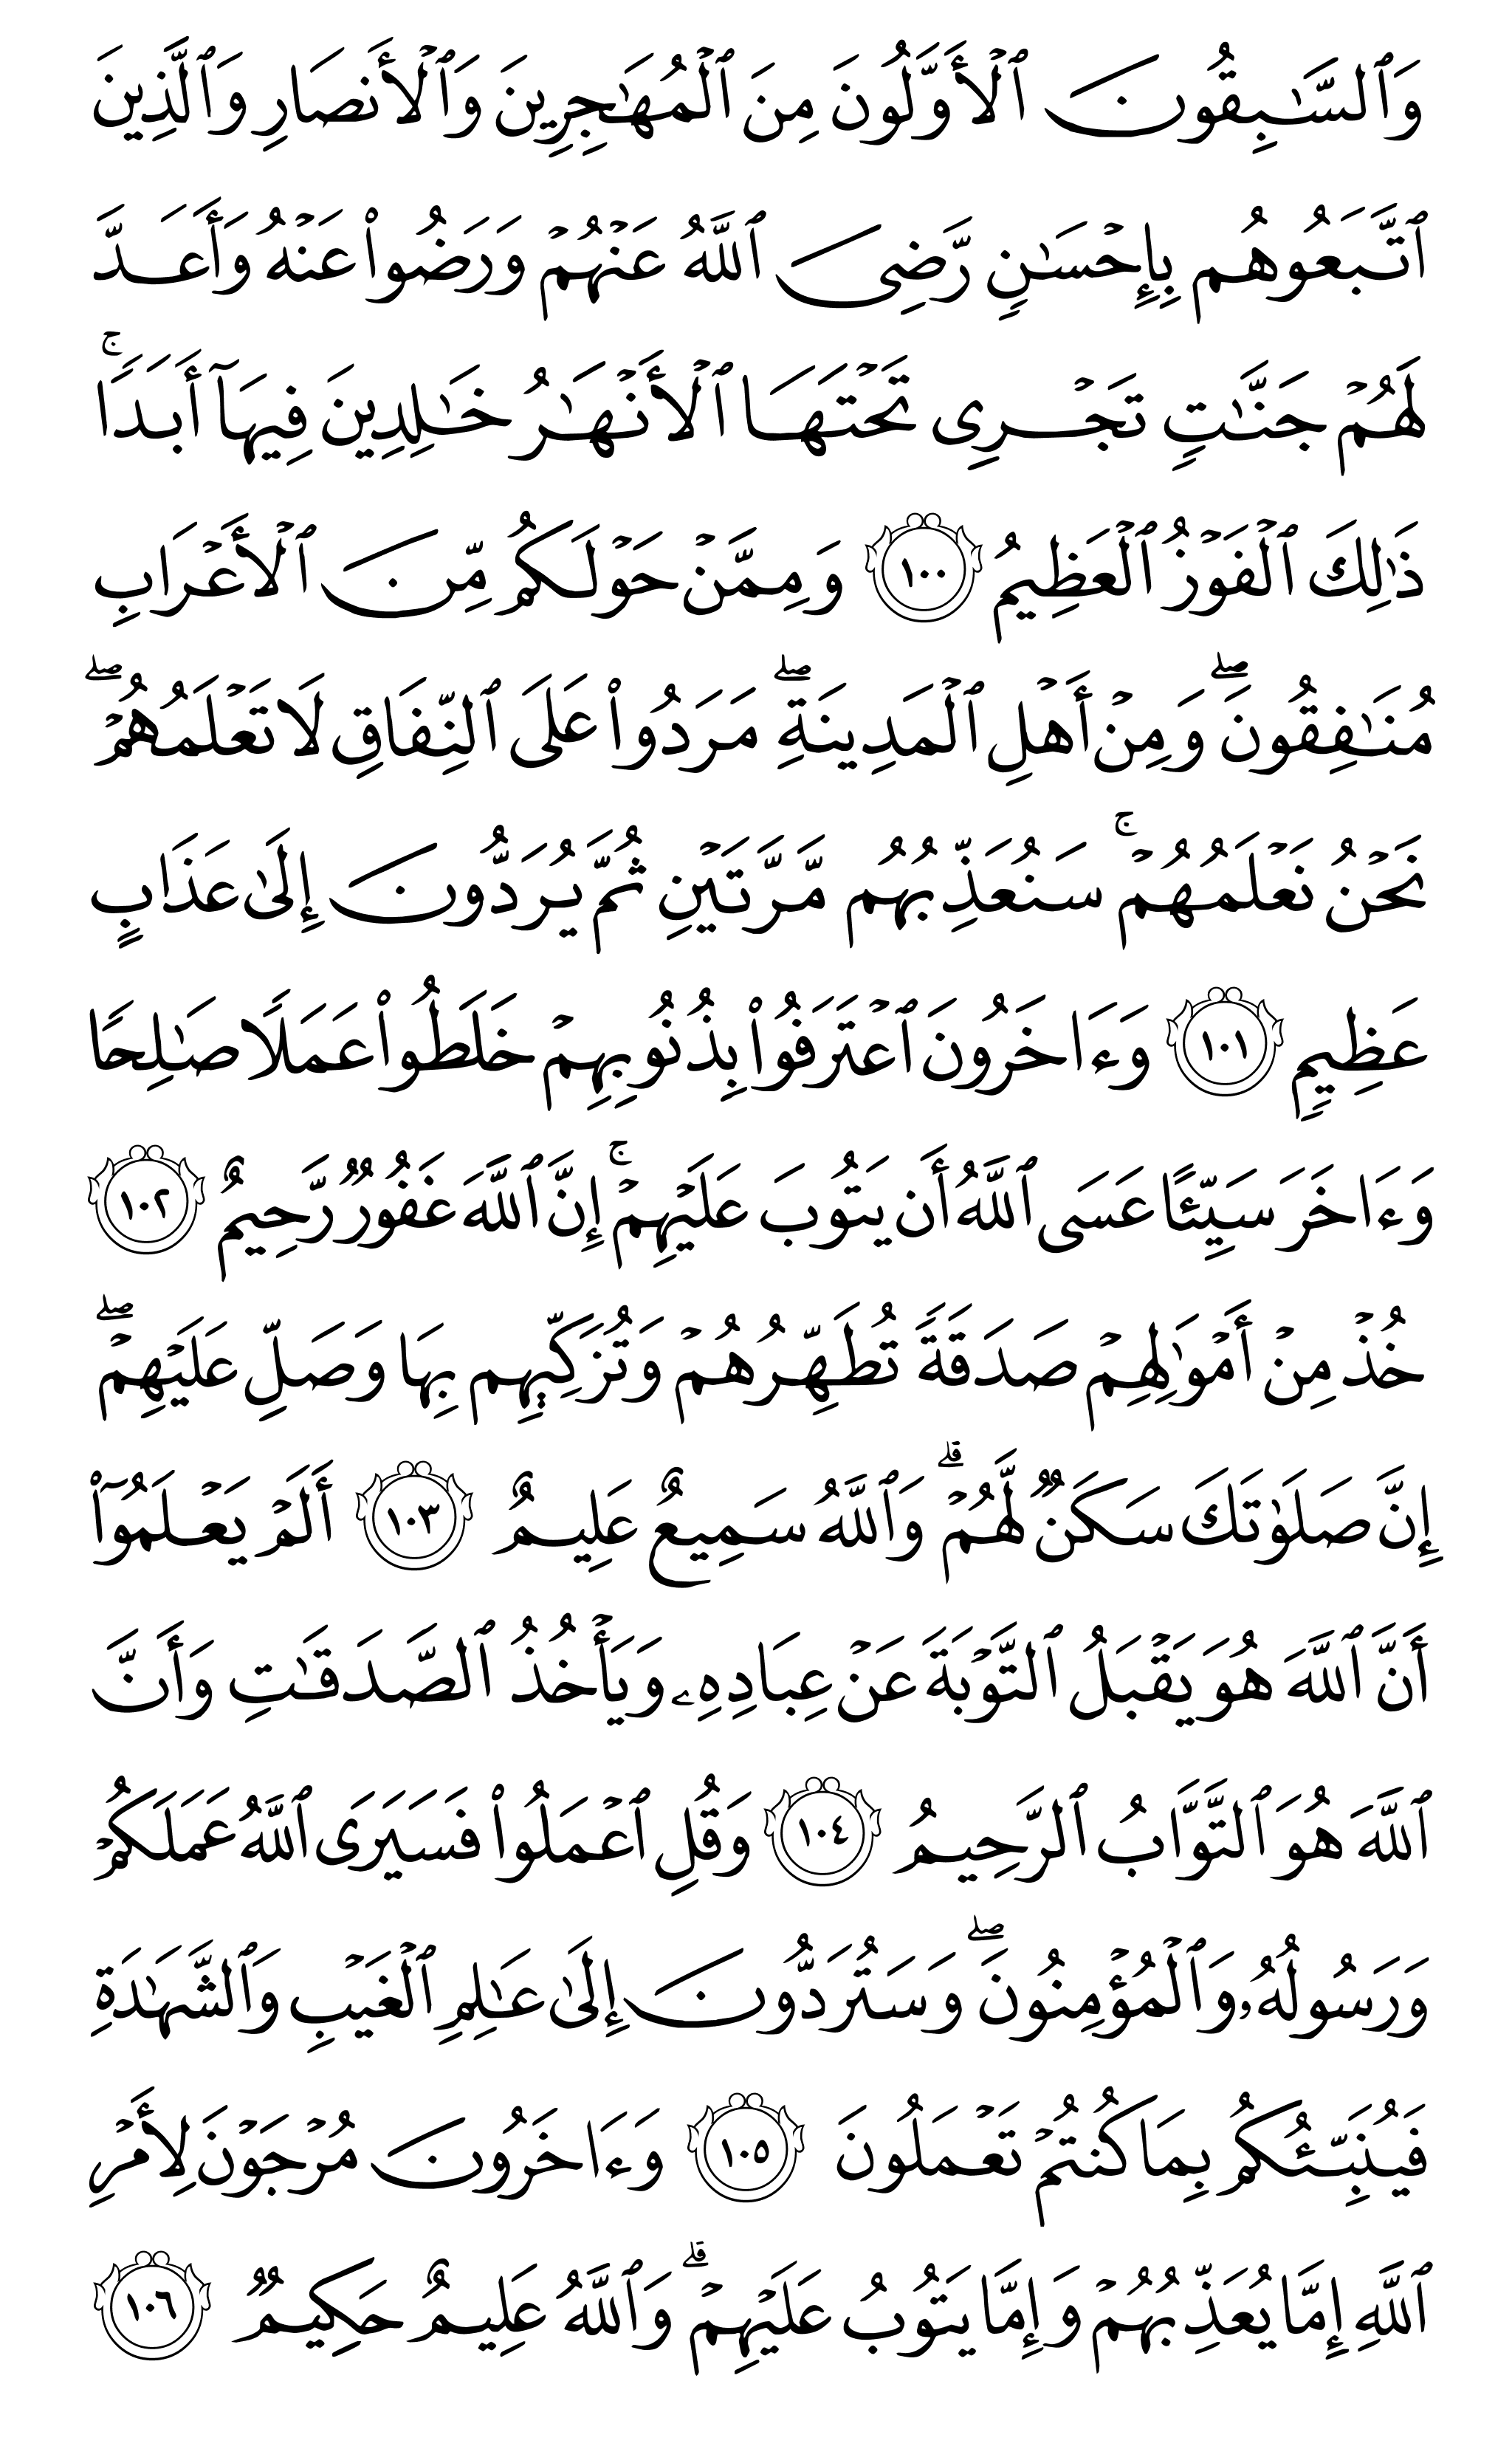 وَٱلسَّـٰبِقُونَ ٱلْأَوَّلُونَ مِنَ ٱلْمُهَـٰجِرِينَ وَٱلْأَنصَارِ وَٱلَّذِينَ
ٱتَّبَعُوهُم بِإِحْسَـٰنٍ رَّضِىَ ٱللَّهُ عَنْهُمْ وَرَضُوا۟ عَنْهُ وَأَعَدَّ
لَهُمْ جَنَّـٰتٍ تَجْرِى تَحْتَهَا ٱلْأَنْهَـٰرُ خَـٰلِدِينَ فِيهَآ أَبَدًا ۚ
ذَٰلِكَ ٱلْفَوْزُ ٱلْعَظِيمُ ١٠٠ وَمِمَّنْ حَوْلَكُم مِّنَ ٱلْأَعْرَابِ
مُنَـٰفِقُونَ ۖ وَمِنْ أَهْلِ ٱلْمَدِينَةِ ۖ مَرَدُوا۟ عَلَى ٱلنِّفَاقِ لَا تَعْلَمُهُمْ ۖ
نَحْنُ نَعْلَمُهُمْ ۚ سَنُعَذِّبُهُم مَّرَّتَيْنِ ثُمَّ يُرَدُّونَ إِلَىٰ عَذَابٍ
عَظِيمٍ ١٠١ وَءَاخَرُونَ ٱعْتَرَفُوا۟ بِذُنُوبِهِمْ خَلَطُوا۟ عَمَلًا صَـٰلِحًا
وَءَاخَرَ سَيِّئًا عَسَى ٱللَّهُ أَن يَتُوبَ عَلَيْهِمْ ۚ إِنَّ ٱللَّهَ غَفُورٌ رَّحِيمٌ ١٠٢
خُذْ مِنْ أَمْوَٰلِهِمْ صَدَقَةً تُطَهِّرُهُمْ وَتُزَكِّيهِم بِهَا وَصَلِّ عَلَيْهِمْ ۖ
إِنَّ صَلَوٰتَكَ سَكَنٌ لَّهُمْ ۗ وَٱللَّهُ سَمِيعٌ عَلِيمٌ ١٠٣ أَلَمْ يَعْلَمُوٓا۟
أَنَّ ٱللَّهَ هُوَ يَقْبَلُ ٱلتَّوْبَةَ عَنْ عِبَادِهِۦ وَيَأْخُذُ ٱلصَّدَقَـٰتِ وَأَنَّ
ٱللَّهَ هُوَ ٱلتَّوَّابُ ٱلرَّحِيمُ ١٠٤ وَقُلِ ٱعْمَلُوا۟ فَسَيَرَى ٱللَّهُ عَمَلَكُمْ
وَرَسُولُهُۥ وَٱلْمُؤْمِنُونَ ۖ وَسَتُرَدُّونَ إِلَىٰ عَـٰلِمِ ٱلْغَيْبِ وَٱلشَّهَـٰدَةِ
فَيُنَبِّئُكُم بِمَا كُنتُمْ تَعْمَلُونَ ١٠٥ وَءَاخَرُونَ مُرْجَوْنَ لِأَمْرِ
ٱللَّهِ إِمَّا يُعَذِّبُهُمْ وَإِمَّا يَتُوبُ عَلَيْهِمْ ۗ وَٱللَّهُ عَلِيمٌ حَكِيمٌ ١٠٦